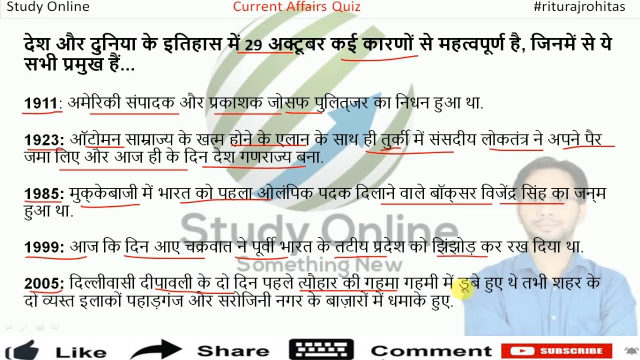 Study Online Current Affairs Quiz #riturajrohitas
देश और दुनिया के इतिहास में 29 अक्टूबर कई कारणों से महत्वपूर्ण है, जिनमें से ये
सभी प्रमुख हैं...
1911: अमेरिकी संपादक और प्रकाशक जोसफ पुलित्जर का निधन हुआ था.
1923: ऑटोमन साम्राज्य के खत्म होने के एलान के साथ ही तुर्की में संसदीय लोकतंत्र ने अपने पैर
जमा लिए और आज ही के दिन देश गणराज्य बना.
1985: मुक्केबाजी में भारत को पहला ओलंपिक पदक दिलाने वाले बॉक्सर विजेंद्र सिंह का जन्म
हुआ था.
1999: आज कि दिन आए चक्रवात ने पूर्वी भारत के तटीय प्रदेश को झिंझोड़ कर रख दिया था.
Study Online
Something New
2005: दिल्लीवासी दीपावली के दो दिन पहले त्यौहार की गहमा गहमी में डूबे हुए थे तभी शहर के
दो व्यस्त इलाकों पहाड़गंज और सरोजिनी नगर के बाज़ारों में धमाके हुए.
Like Share Comment SUBSCRIBE